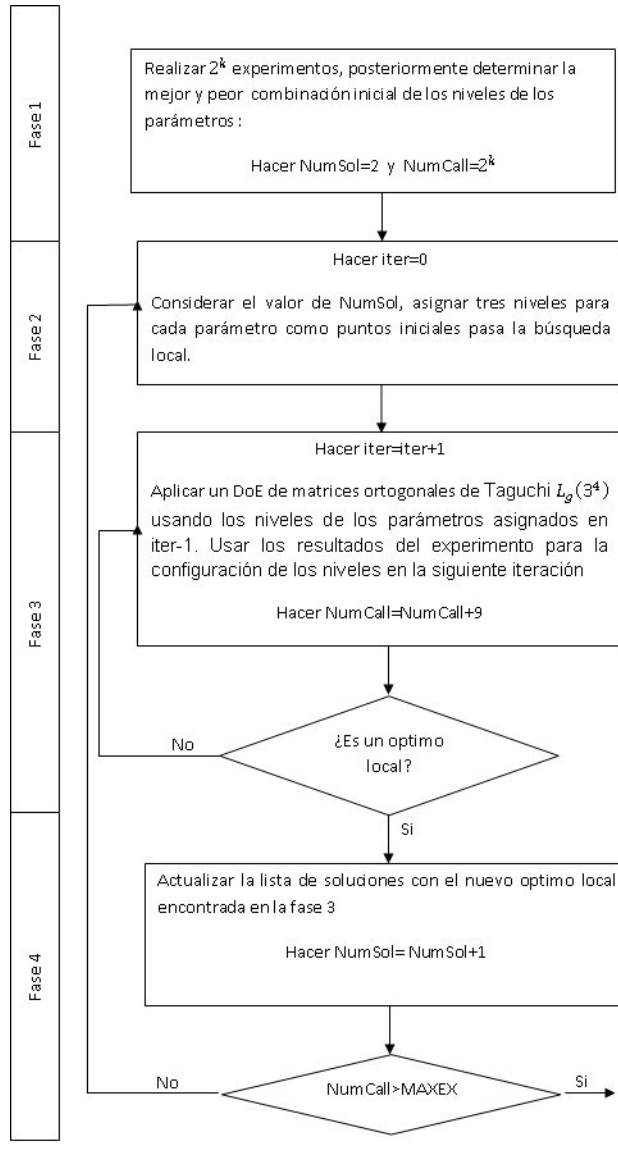 Fase 1
Realizar 2^k experimentos, posteriormente determinar la
mejor y peor combinación inicial de los niveles de los
parámetros :
Hacer NumSol=2 y NumCall=2^k
Fase 2
Hacer iter=0
Considerar el valor de NumSol, asignar tres niveles para
cada parámetro como puntos iniciales pasa la búsqueda
local.
Fase 3
Hacer iter=iter+1
Aplicar un DoE de matrices ortogonales de Taguchi L_g(3^4)
usando los niveles de los parámetros asignados en
iter-1. Usar los resultados del experimento para la
configuración de los niveles en la siguiente iteración
Hacer NumCall=NumCall+9
¿Es un optimo
local?
No
Si
Fase 4
Actualizar la lista de soluciones con el nuevo optimo local
encontrada en la fase 3
Hacer NumSol= NumSol+1
NumCall>MAXEX
No
Si